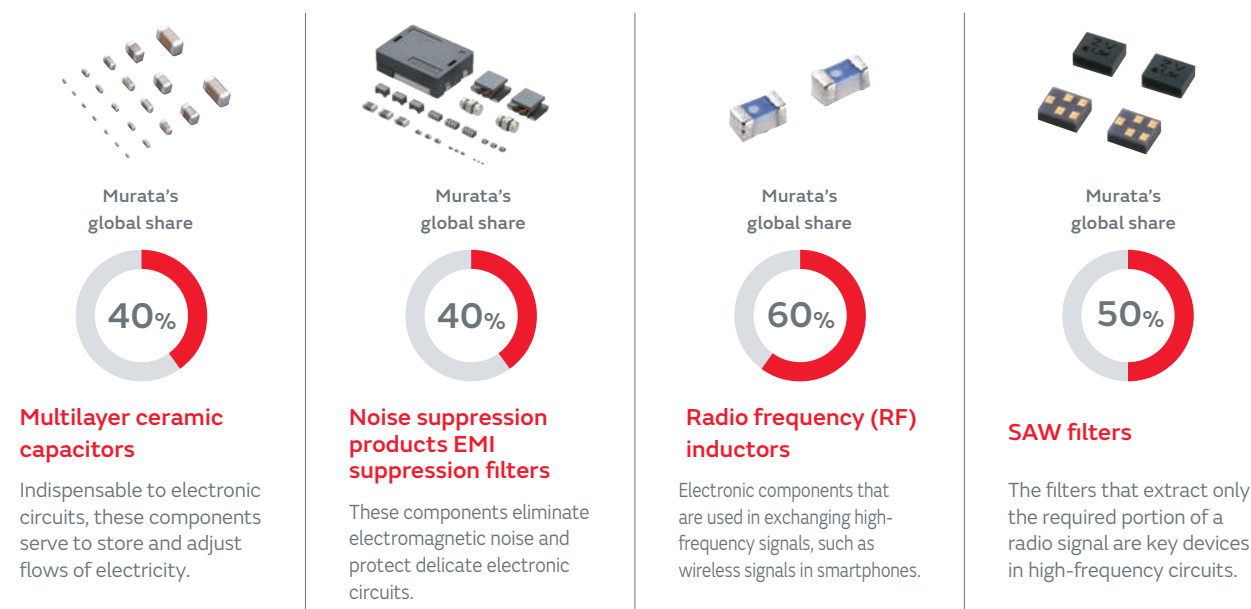 Murata's
global share
40%
Multilayer ceramic
capacitors
Indispensable to electronic
circuits, these components
serve to store and adjust
flows of electricity.
Murata's
global share
40%
Noise suppression
products EMI
suppression filters
These components eliminate
electromagnetic noise and
protect delicate electronic
circuits.
Murata's
global share
60%
Radio frequency (RF)
inductors
Electronic components that
are used in exchanging high-
frequency signals, such as
wireless signals in smartphones.
Murata's
global share
50%
SAW filters
The filters that extract only
the required portion of a
radio signal are key devices
in high-frequency circuits.